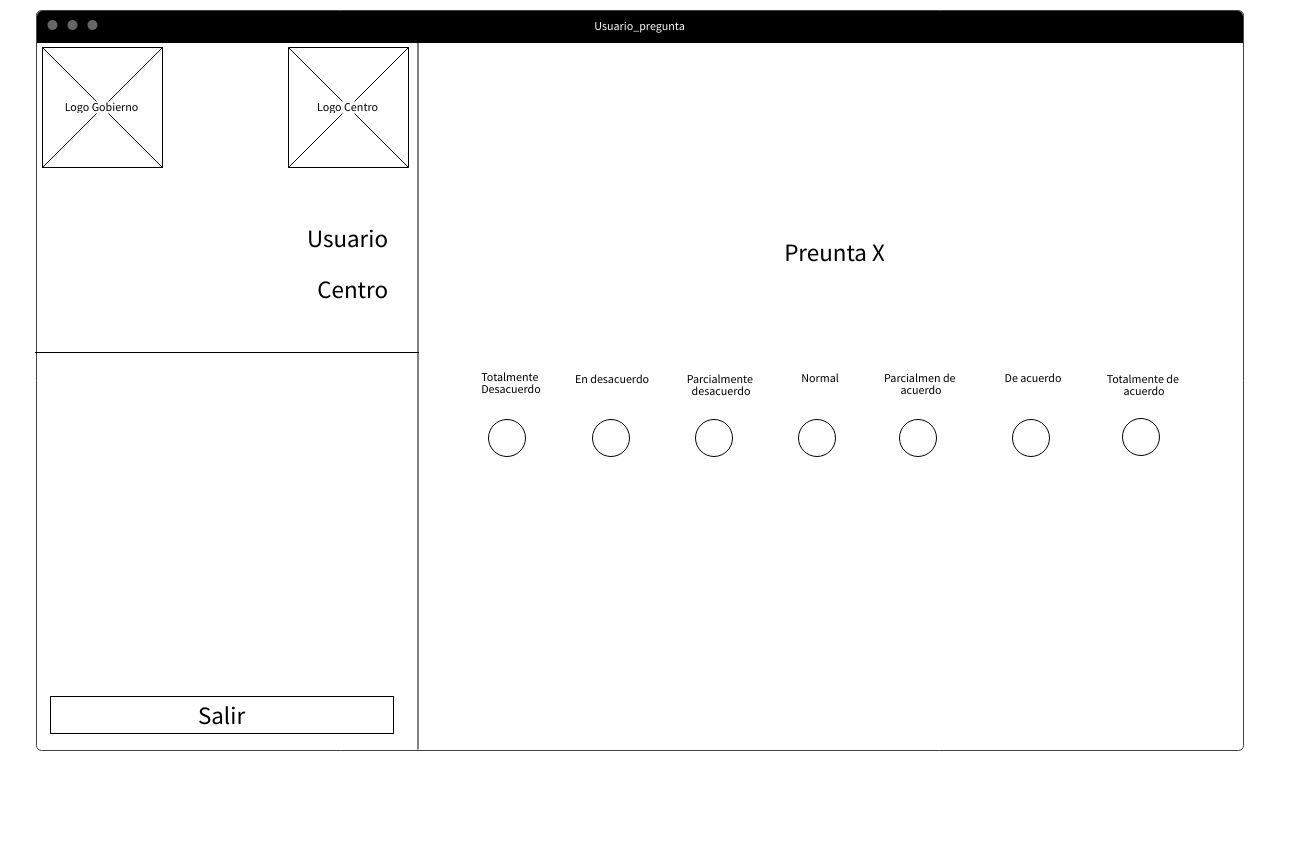 Usuario_pregunta
Logo Gobierno
Logo Centro
Usuario
Centro
Preunta X
Totalmente
Desacuerdo
En desacuerdo
Parcialmente
desacuerdo
Normal
Parcialmen de
acuerdo
De acuerdo
Totalmente de
acuerdo
Salir